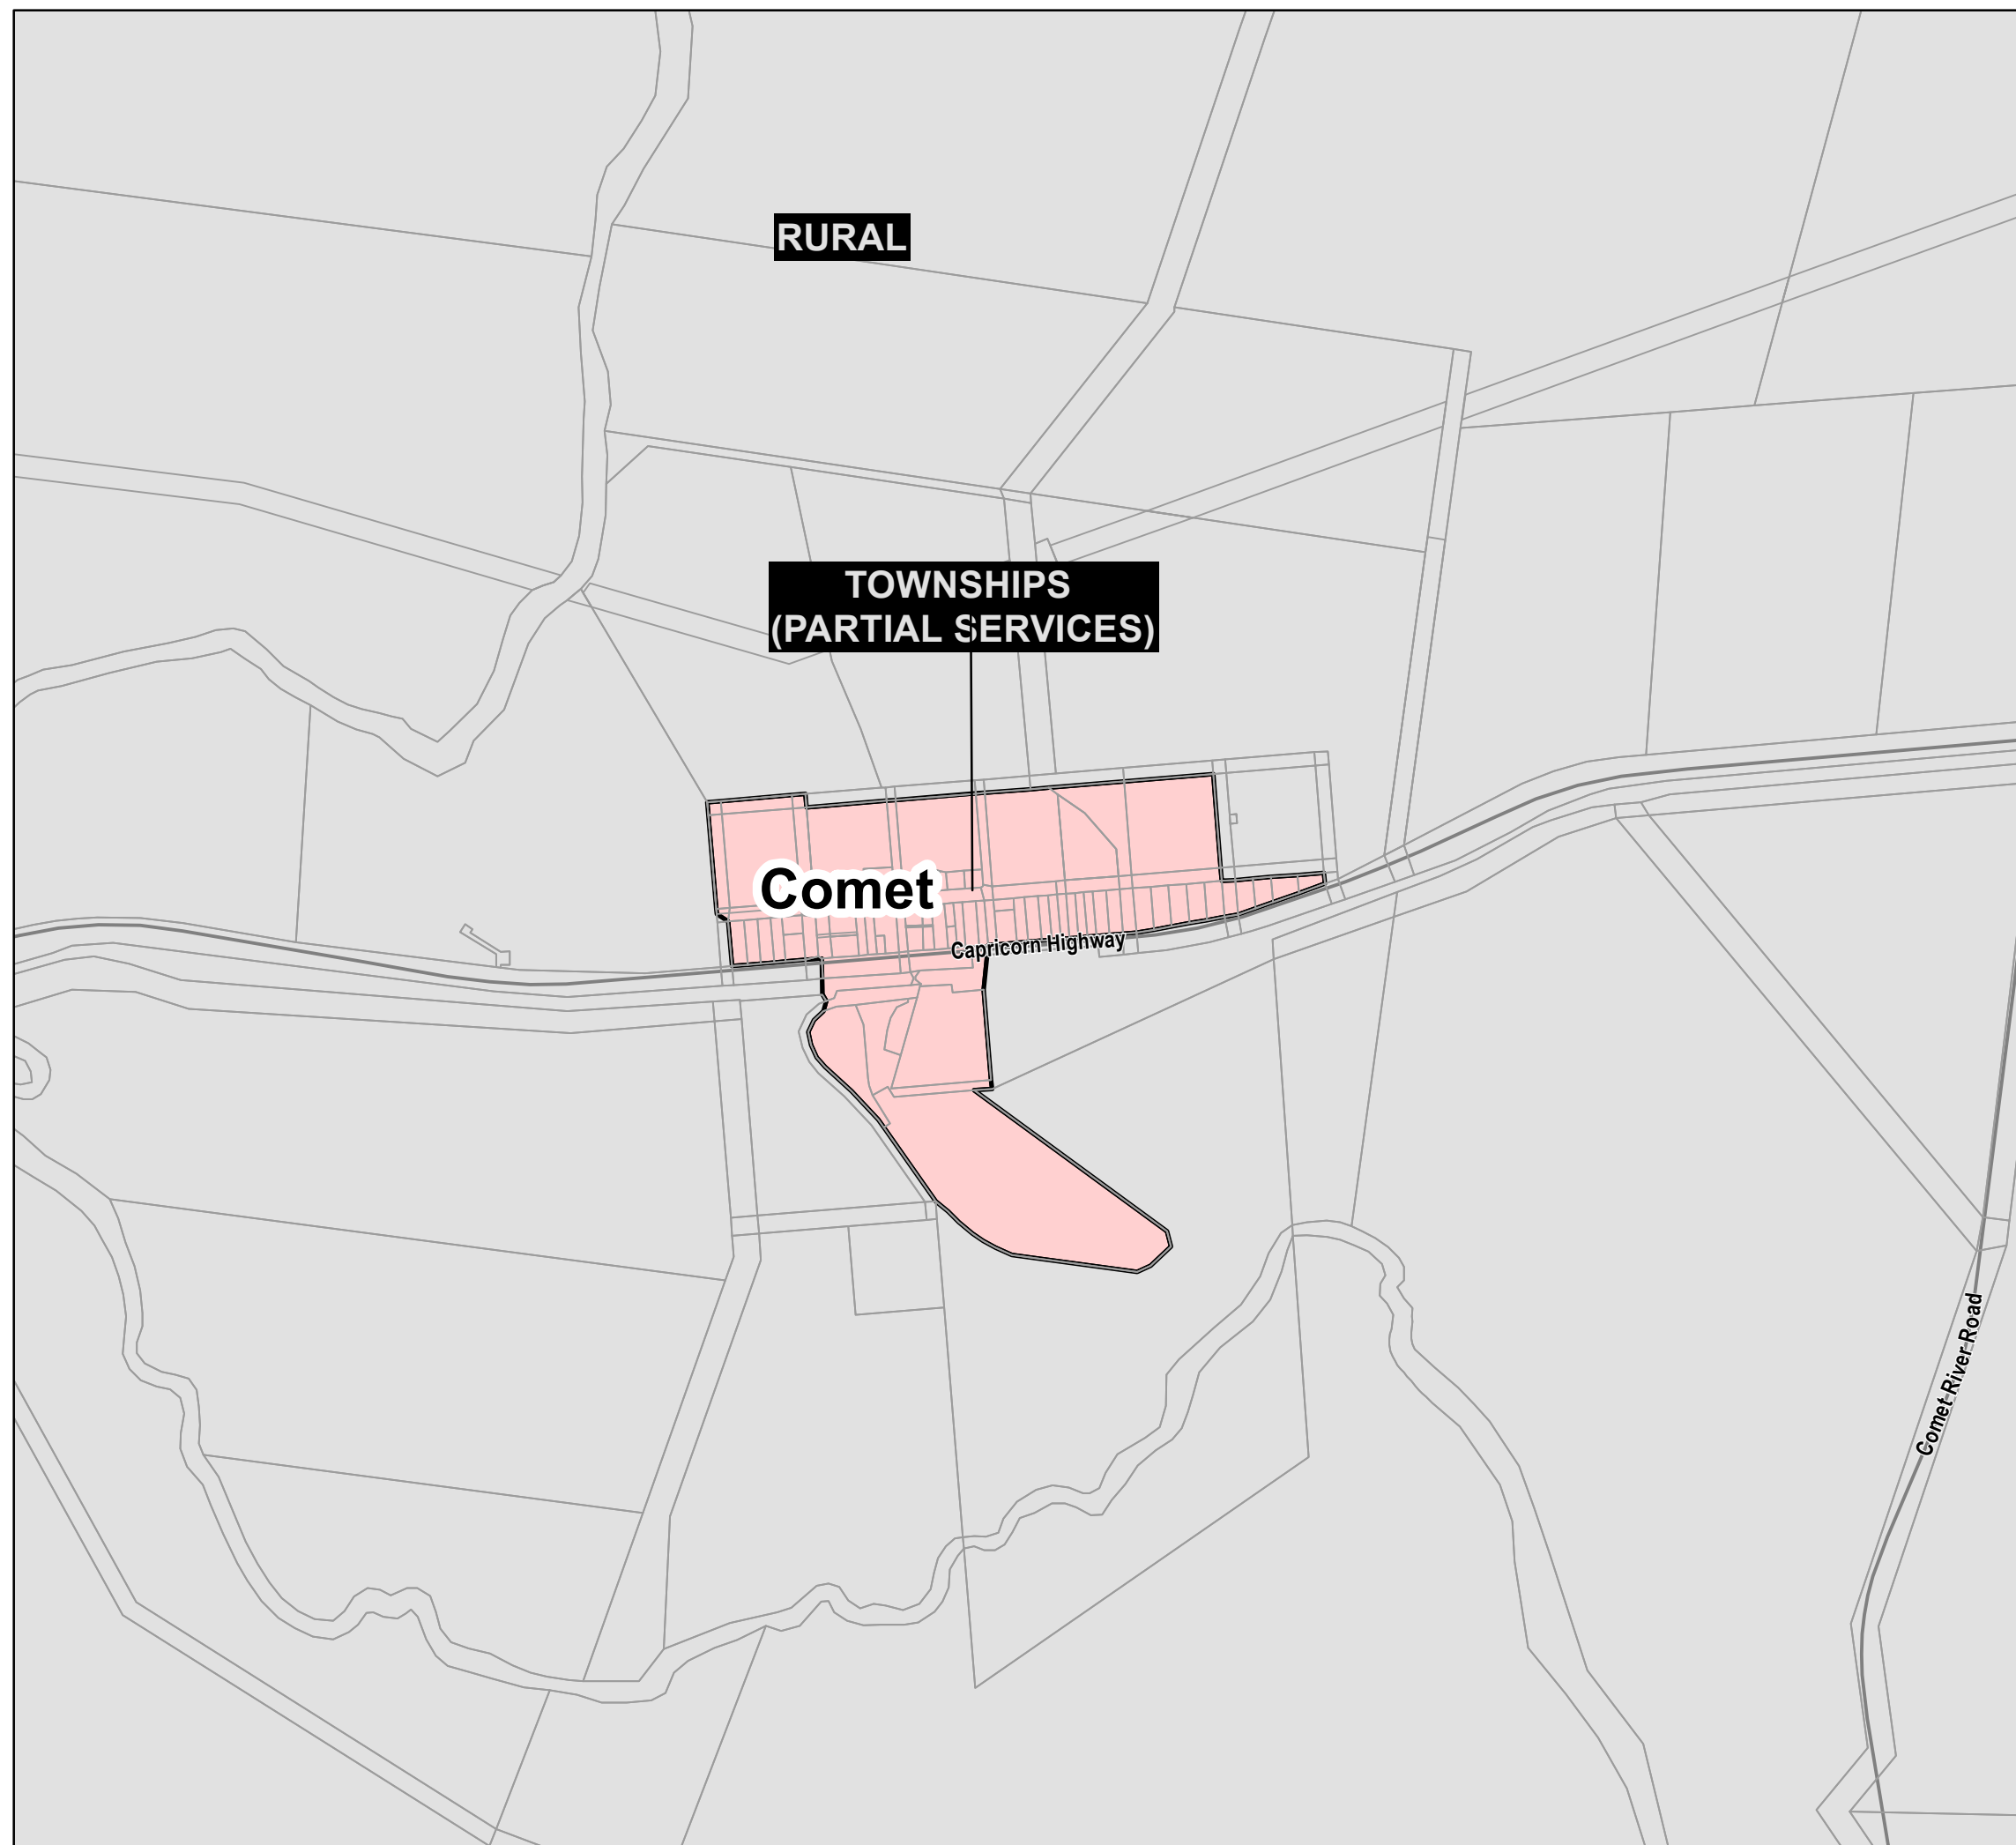 RURAL
TOWNSHIPS
(PARTIAL SERVICES)
Comet
Capricorn Highway
Comet River Road